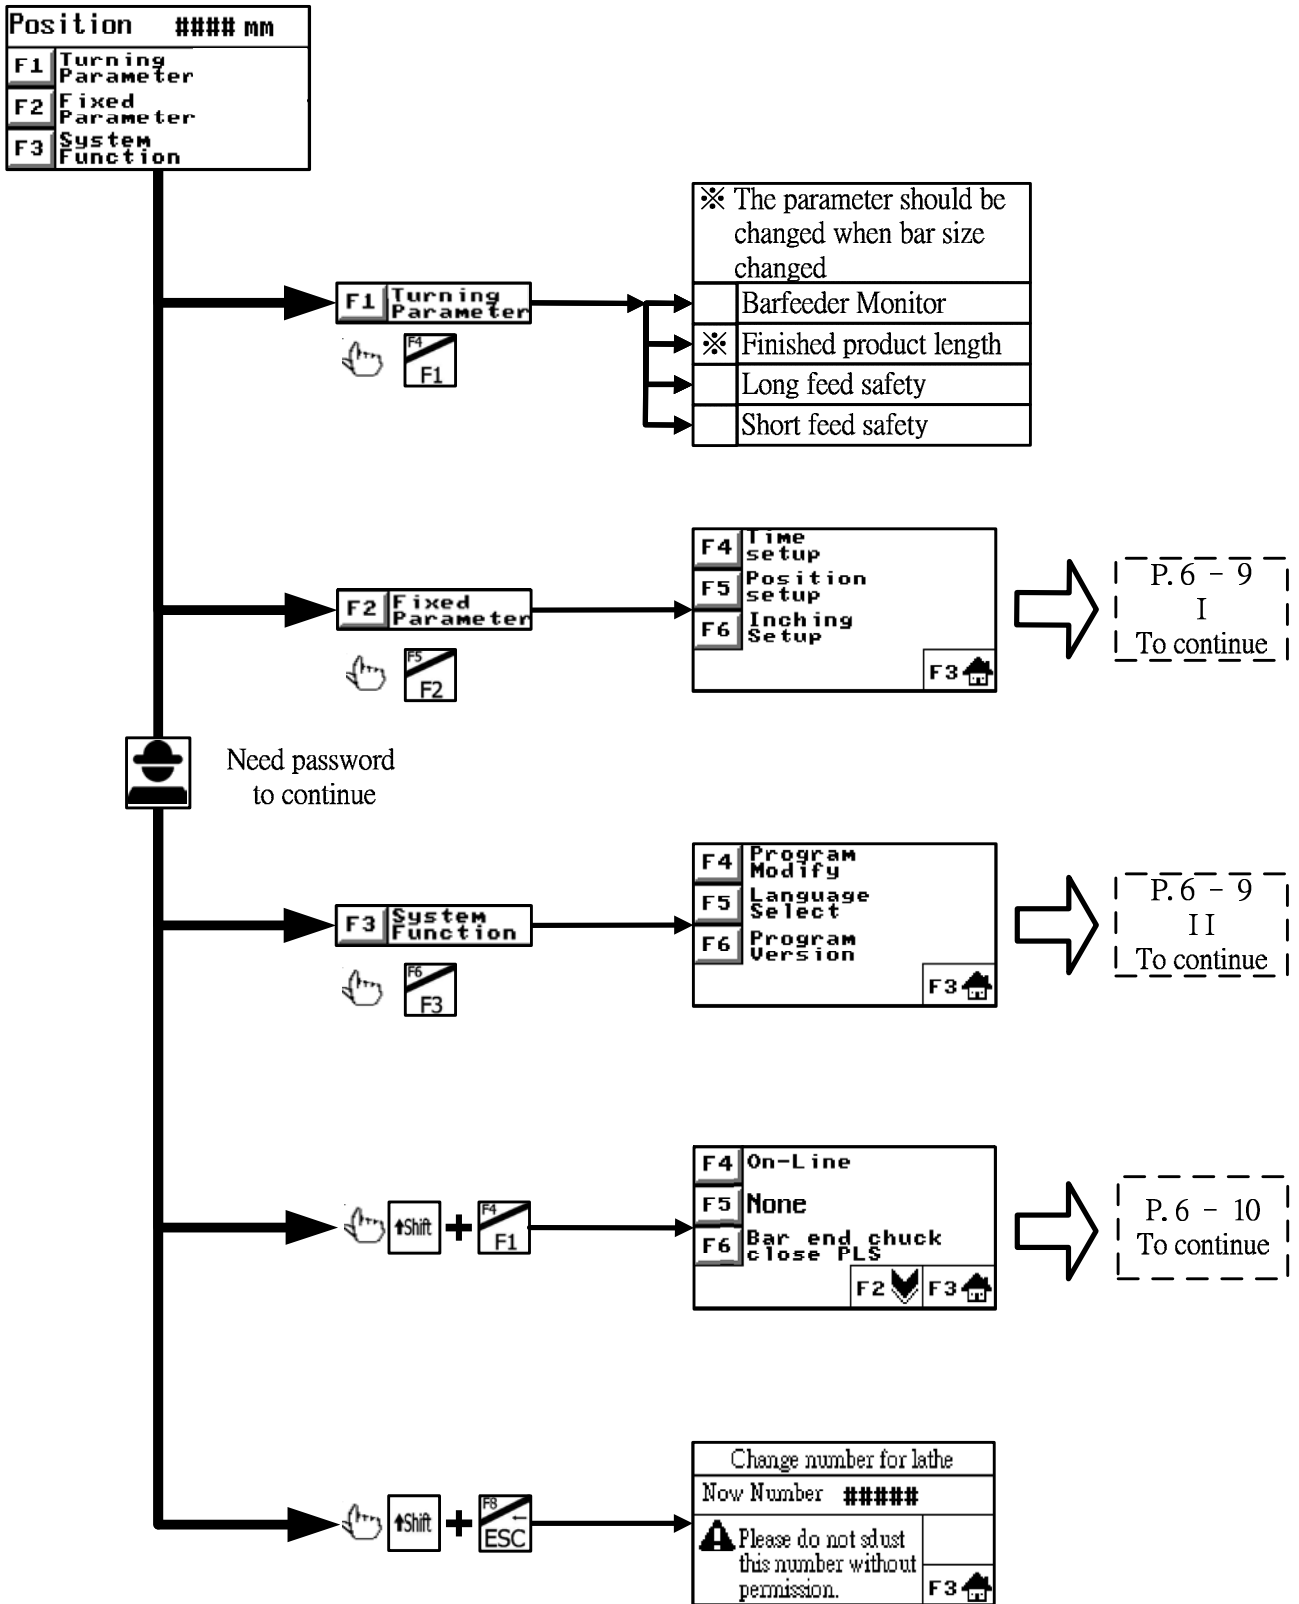 Position #### mm
F1 Turning
Parameter
F2 Fixed
Parameter
F3 System
Function
※ The parameter should be
changed when bar size
changed
Barfeeder Monitor
※ Finished product length
Long feed safety
Short feed safety
F1 Turning
Parameter
F4
F1
F4 Time
setup
F5 Position
setup
F6 Inching
Setup
F3
P. 6 - 9
I
To continue
F2 Fixed
Parameter
F5
F2
Need password
to continue
F4 Program
Modify
F5 Language
Select
F6 Program
Version
F3
P. 6 - 9
II
To continue
F3 System
Function
F6
F3
F4 On-Line
F5 None
F6 Bar end chuck
close PLS
F2 F3
P. 6 - 10
To continue
↑Shift + F4
F1
Change number for lathe
Now Number #####
Please do not sdust
this number without
permission.
F3
↑Shift + F8 ←
ESC